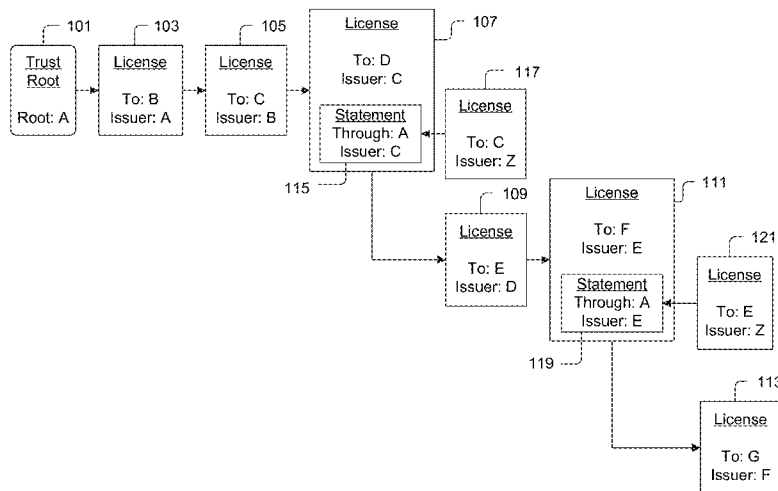 101
103
105
107
Trust
Root
Root: A
License
To: B
Issuer: A
License
To: C
Issuer: B
License
To: D
Issuer: C
Statement
Through: A
Issuer: C
115
117
License
To: C
Issuer: Z
109
License
To: E
Issuer: D
111
License
To: F
Issuer: E
Statement
Through: A
Issuer: E
119
121
License
To: E
Issuer: Z
113
License
To: G
Issuer: F